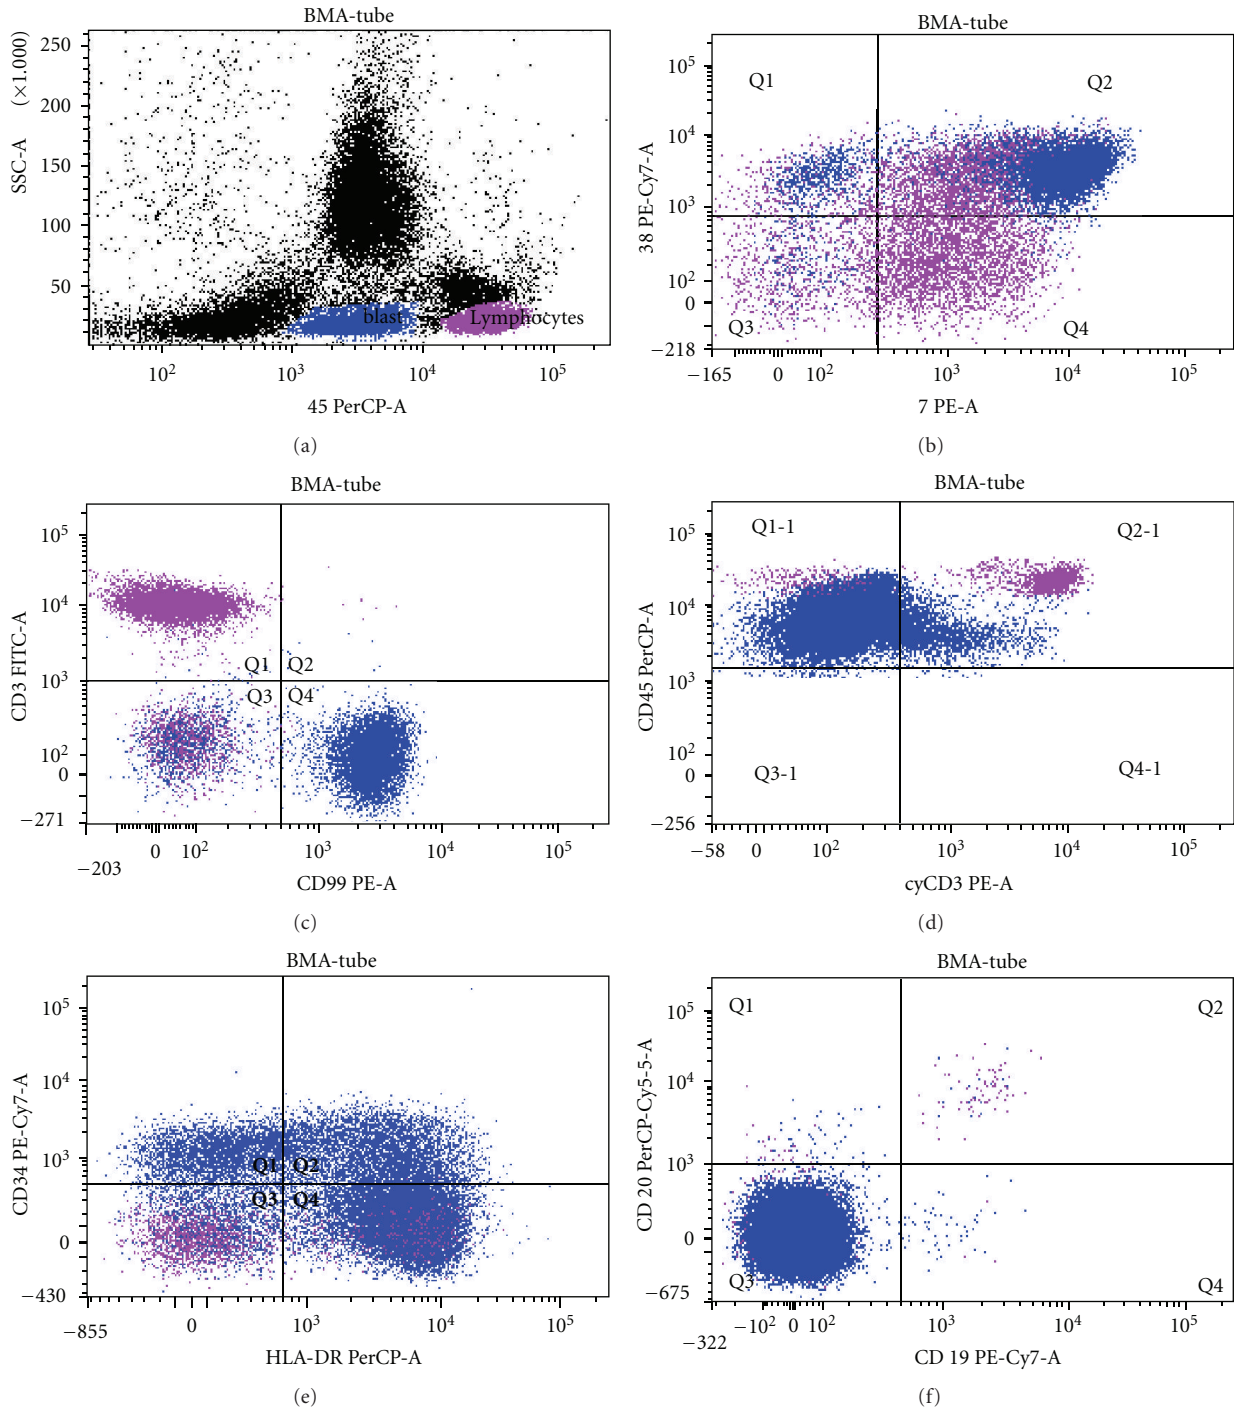 BMA-tube
SSC-A (×1.000)
250
200
150
100
50
blast
Lymphocytes
10² 10³ 10⁴ 10⁵
45 PerCP-A
(a)
BMA-tube
38 PE-Cy7-A
10⁵
10⁴
10³
10²
0
−218
Q1 Q2
Q3 Q4
−165 0 10² 10³ 10⁴ 10⁵
7 PE-A
(b)
BMA-tube
CD3 FITC-A
10⁵
10⁴
10³
10²
0
−271
Q1 Q2
Q3 Q4
−203 0 10² 10³ 10⁴ 10⁵
CD99 PE-A
(c)
BMA-tube
CD45 PerCP-A
10⁵
10⁴
10³
10²
0
−256
Q1-1 Q2-1
Q3-1 Q4-1
−58 0 10² 10³ 10⁴ 10⁵
cyCD3 PE-A
(d)
BMA-tube
CD34 PE-Cy7-A
10⁵
10⁴
10³
0
−430
Q1 Q2
Q3 Q4
−855 0 10³ 10⁴ 10⁵
HLA-DR PerCP-A
(e)
BMA-tube
CD 20 PerCP-Cy5-5-A
10⁵
10⁴
10³
0
−675
Q1 Q2
Q3 Q4
−322 −10² 0 10² 10³ 10⁴ 10⁵
CD 19 PE-Cy7-A
(f)